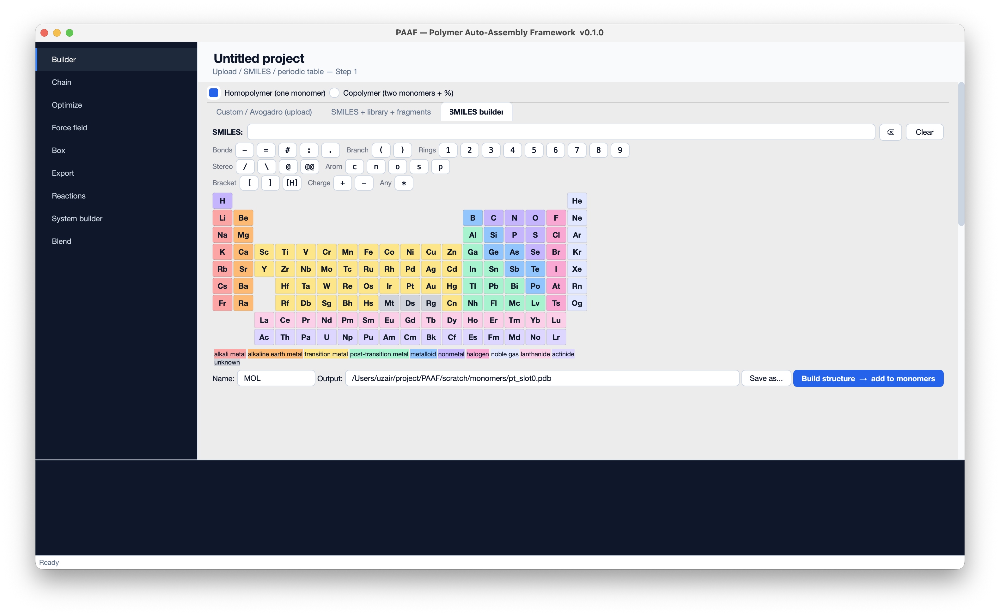 PAAF — Polymer Auto-Assembly Framework v0.1.0
Builder
Chain
Optimize
Force field
Box
Export
Reactions
System builder
Blend
Untitled project
Upload / SMILES / periodic table — Step 1
Homopolymer (one monomer) Copolymer (two monomers + %)
Custom / Avogadro (upload) SMILES + library + fragments SMILES builder
SMILES: Clear
Bonds – = # : . Branch ( ) Rings 1 2 3 4 5 6 7 8 9
Stereo / \ @ @@ Arom c n o s p
Bracket [ ] [H] Charge + – Any *
H He
Li Be B C N O F Ne
Na Mg Al Si P S Cl Ar
K Ca Sc Ti V Cr Mn Fe Co Ni Cu Zn Ga Ge As Se Br Kr
Rb Sr Y Zr Nb Mo Tc Ru Rh Pd Ag Cd In Sn Sb Te I Xe
Cs Ba Hf Ta W Re Os Ir Pt Au Hg Tl Pb Bi Po At Rn
Fr Ra Rf Db Sg Bh Hs Mt Ds Rg Cn Nh Fl Mc Lv Ts Og
La Ce Pr Nd Pm Sm Eu Gd Tb Dy Ho Er Tm Yb Lu
Ac Th Pa U Np Pu Am Cm Bk Cf Es Fm Md No Lr
alkali metal alkaline earth metal transition metal post-transition metal metalloid nonmetal halogen noble gas lanthanide actinide
unknown
Name: MOL Output: /Users/uzair/project/PAAF/scratch/monomers/pt_slot0.pdb Save as... Build structure → add to monomers
Ready